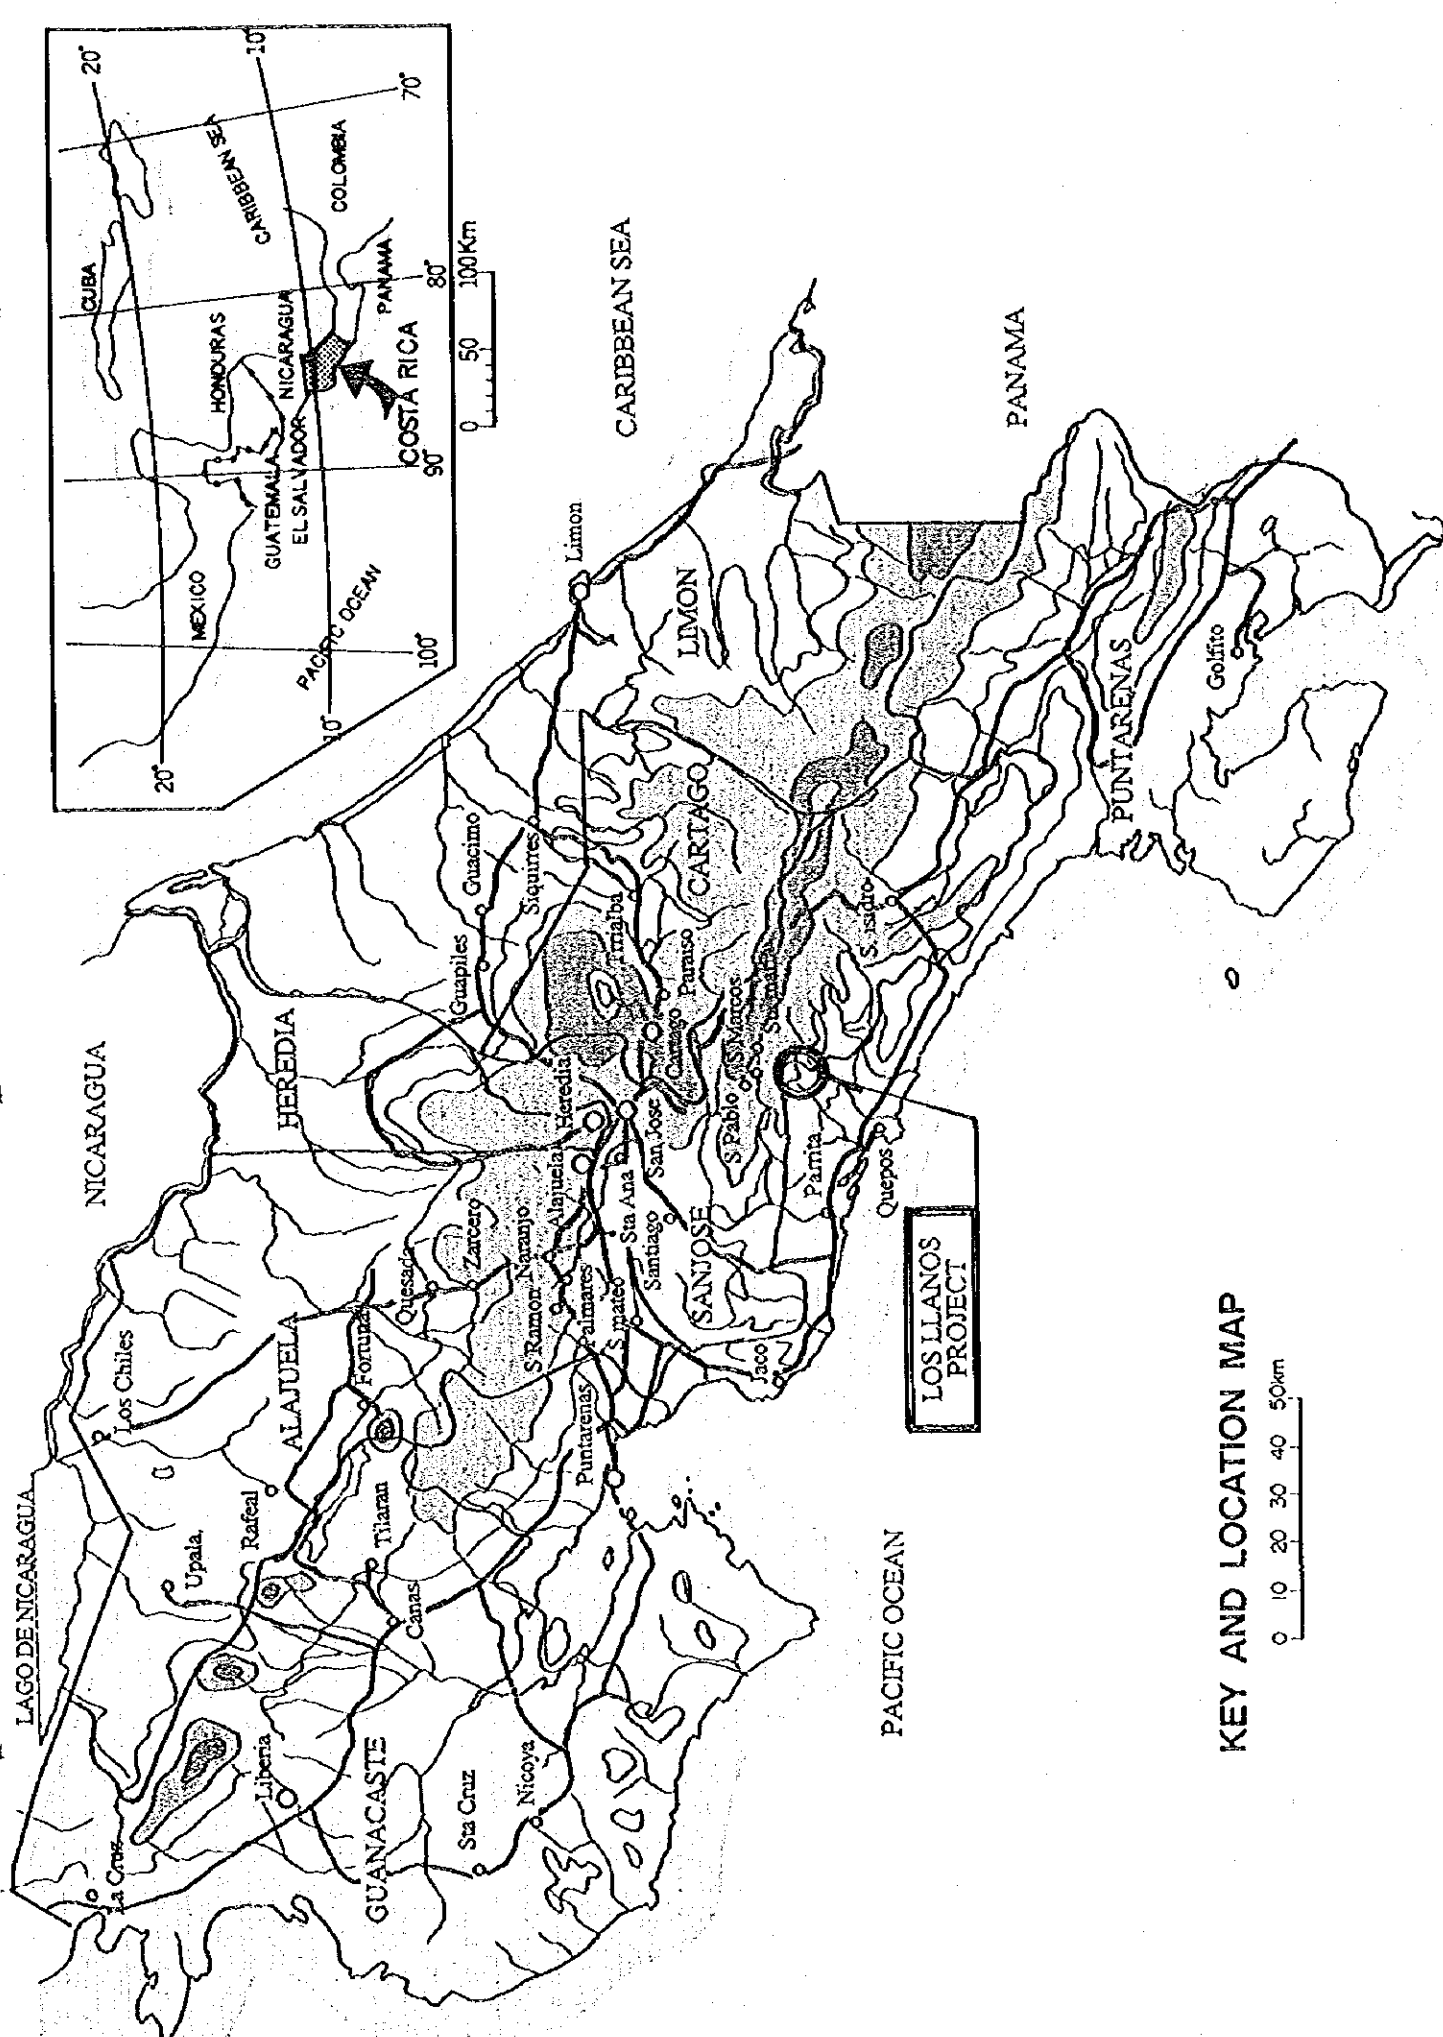 20°
10°
70°
CARIBBEAN SEA
COLOMBIA
CUBA
PANAMA
80°
HONDURAS
NICARAGUA
COSTA RICA
90°
GUATEMALA
EL SALVADOR
MEXICO
PACIFIC OCEAN
100°
10°
20°
0
50
100Km
CARIBBEAN SEA
PANAMA
NICARAGUA
LAGO DE NICARAGUA
Limon
LIMON
Guacimo
Siquirres
Guapiles
Turrialba
CARTAGO
Paraiso
Cartago
S Marcos
S Pablo
S. isidro
PUNTARENAS
Golfito
HEREDIA
Heredia
San Jose
Alajuela
Sta Ana
Santiago
SANJOSE
Parrita
Quepos
Zarcero
Naranjo
Quesada
S Ramon
Palmares
S mateo
Fortuna
ALAJUELA
Los Chiles
Jaco
Puntarenas
Rafeal
Tilaran
Upala
Canas
Liberia
GUANACASTE
Sta Cruz
Nicoya
La Cruz
LOS LLANOS
PROJECT
PACIFIC OCEAN
KEY AND LOCATION MAP
0
10
20
30
40
50km